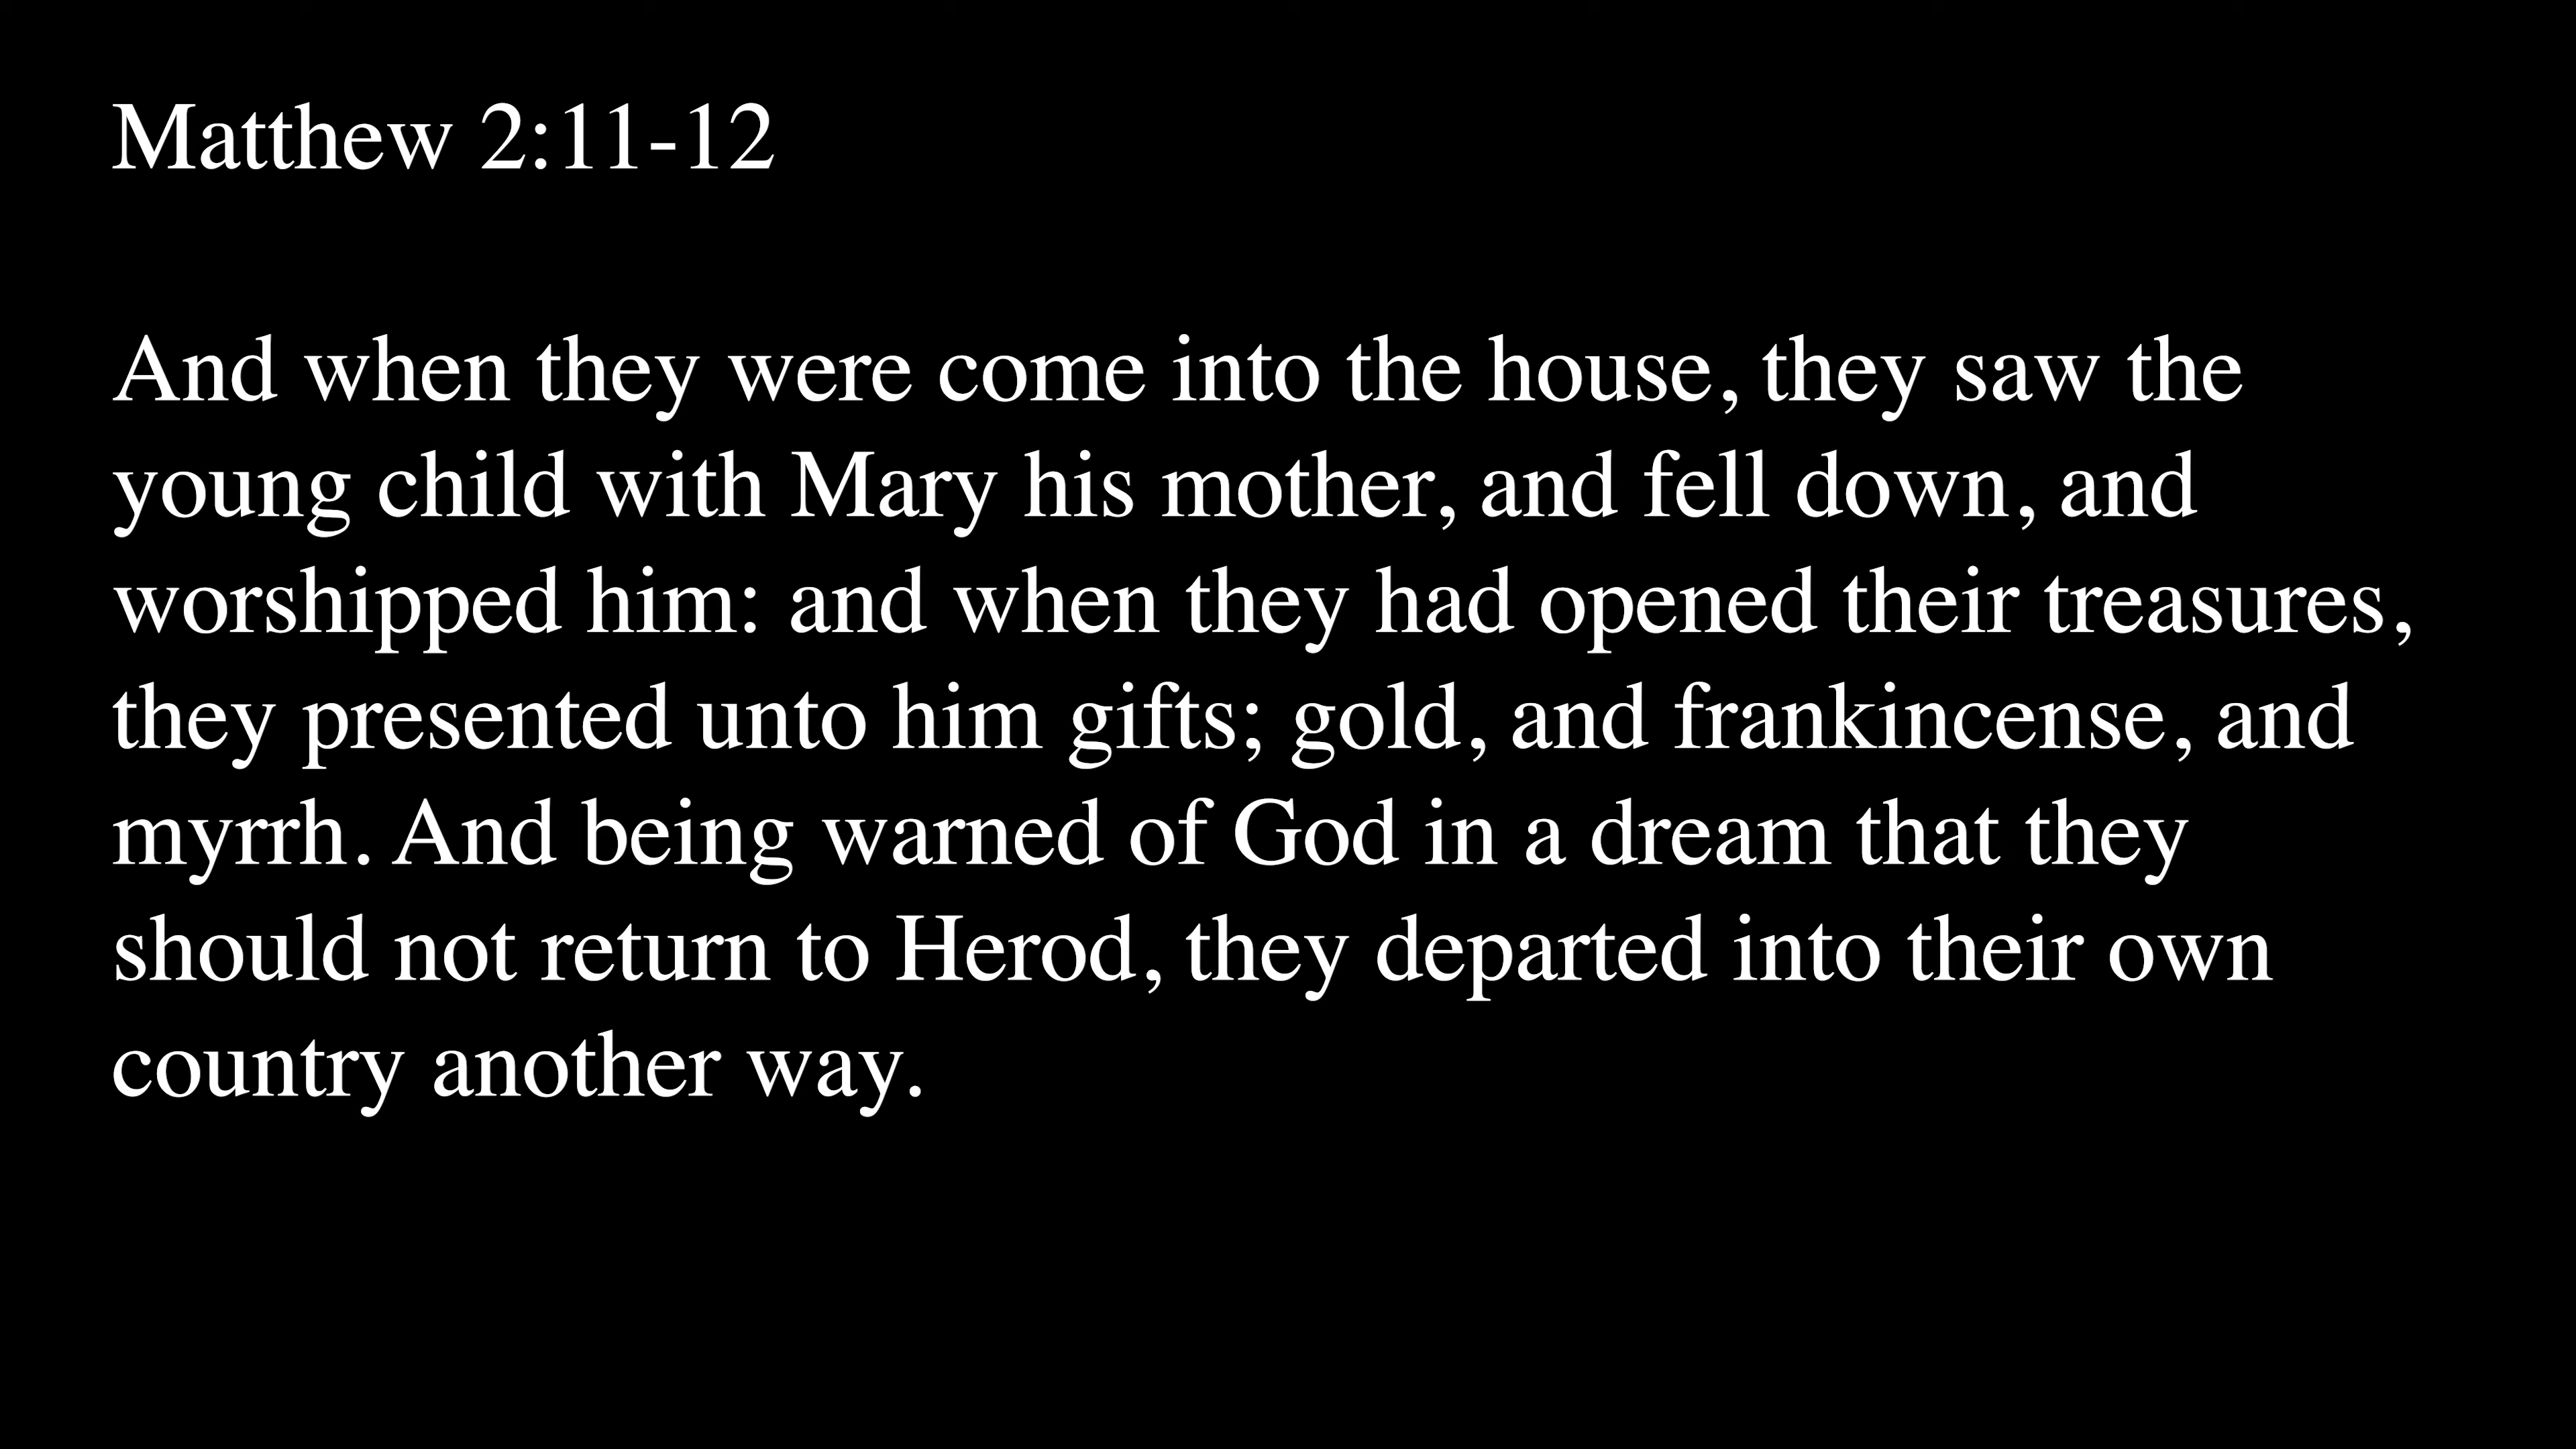 Matthew 2:11-12
And when they were come into the house, they saw the
young child with Mary his mother, and fell down, and
worshipped him: and when they had opened their treasures,
they presented unto him gifts; gold, and frankincense, and
myrrh. And being warned of God in a dream that they
should not return to Herod, they departed into their own
country another way.